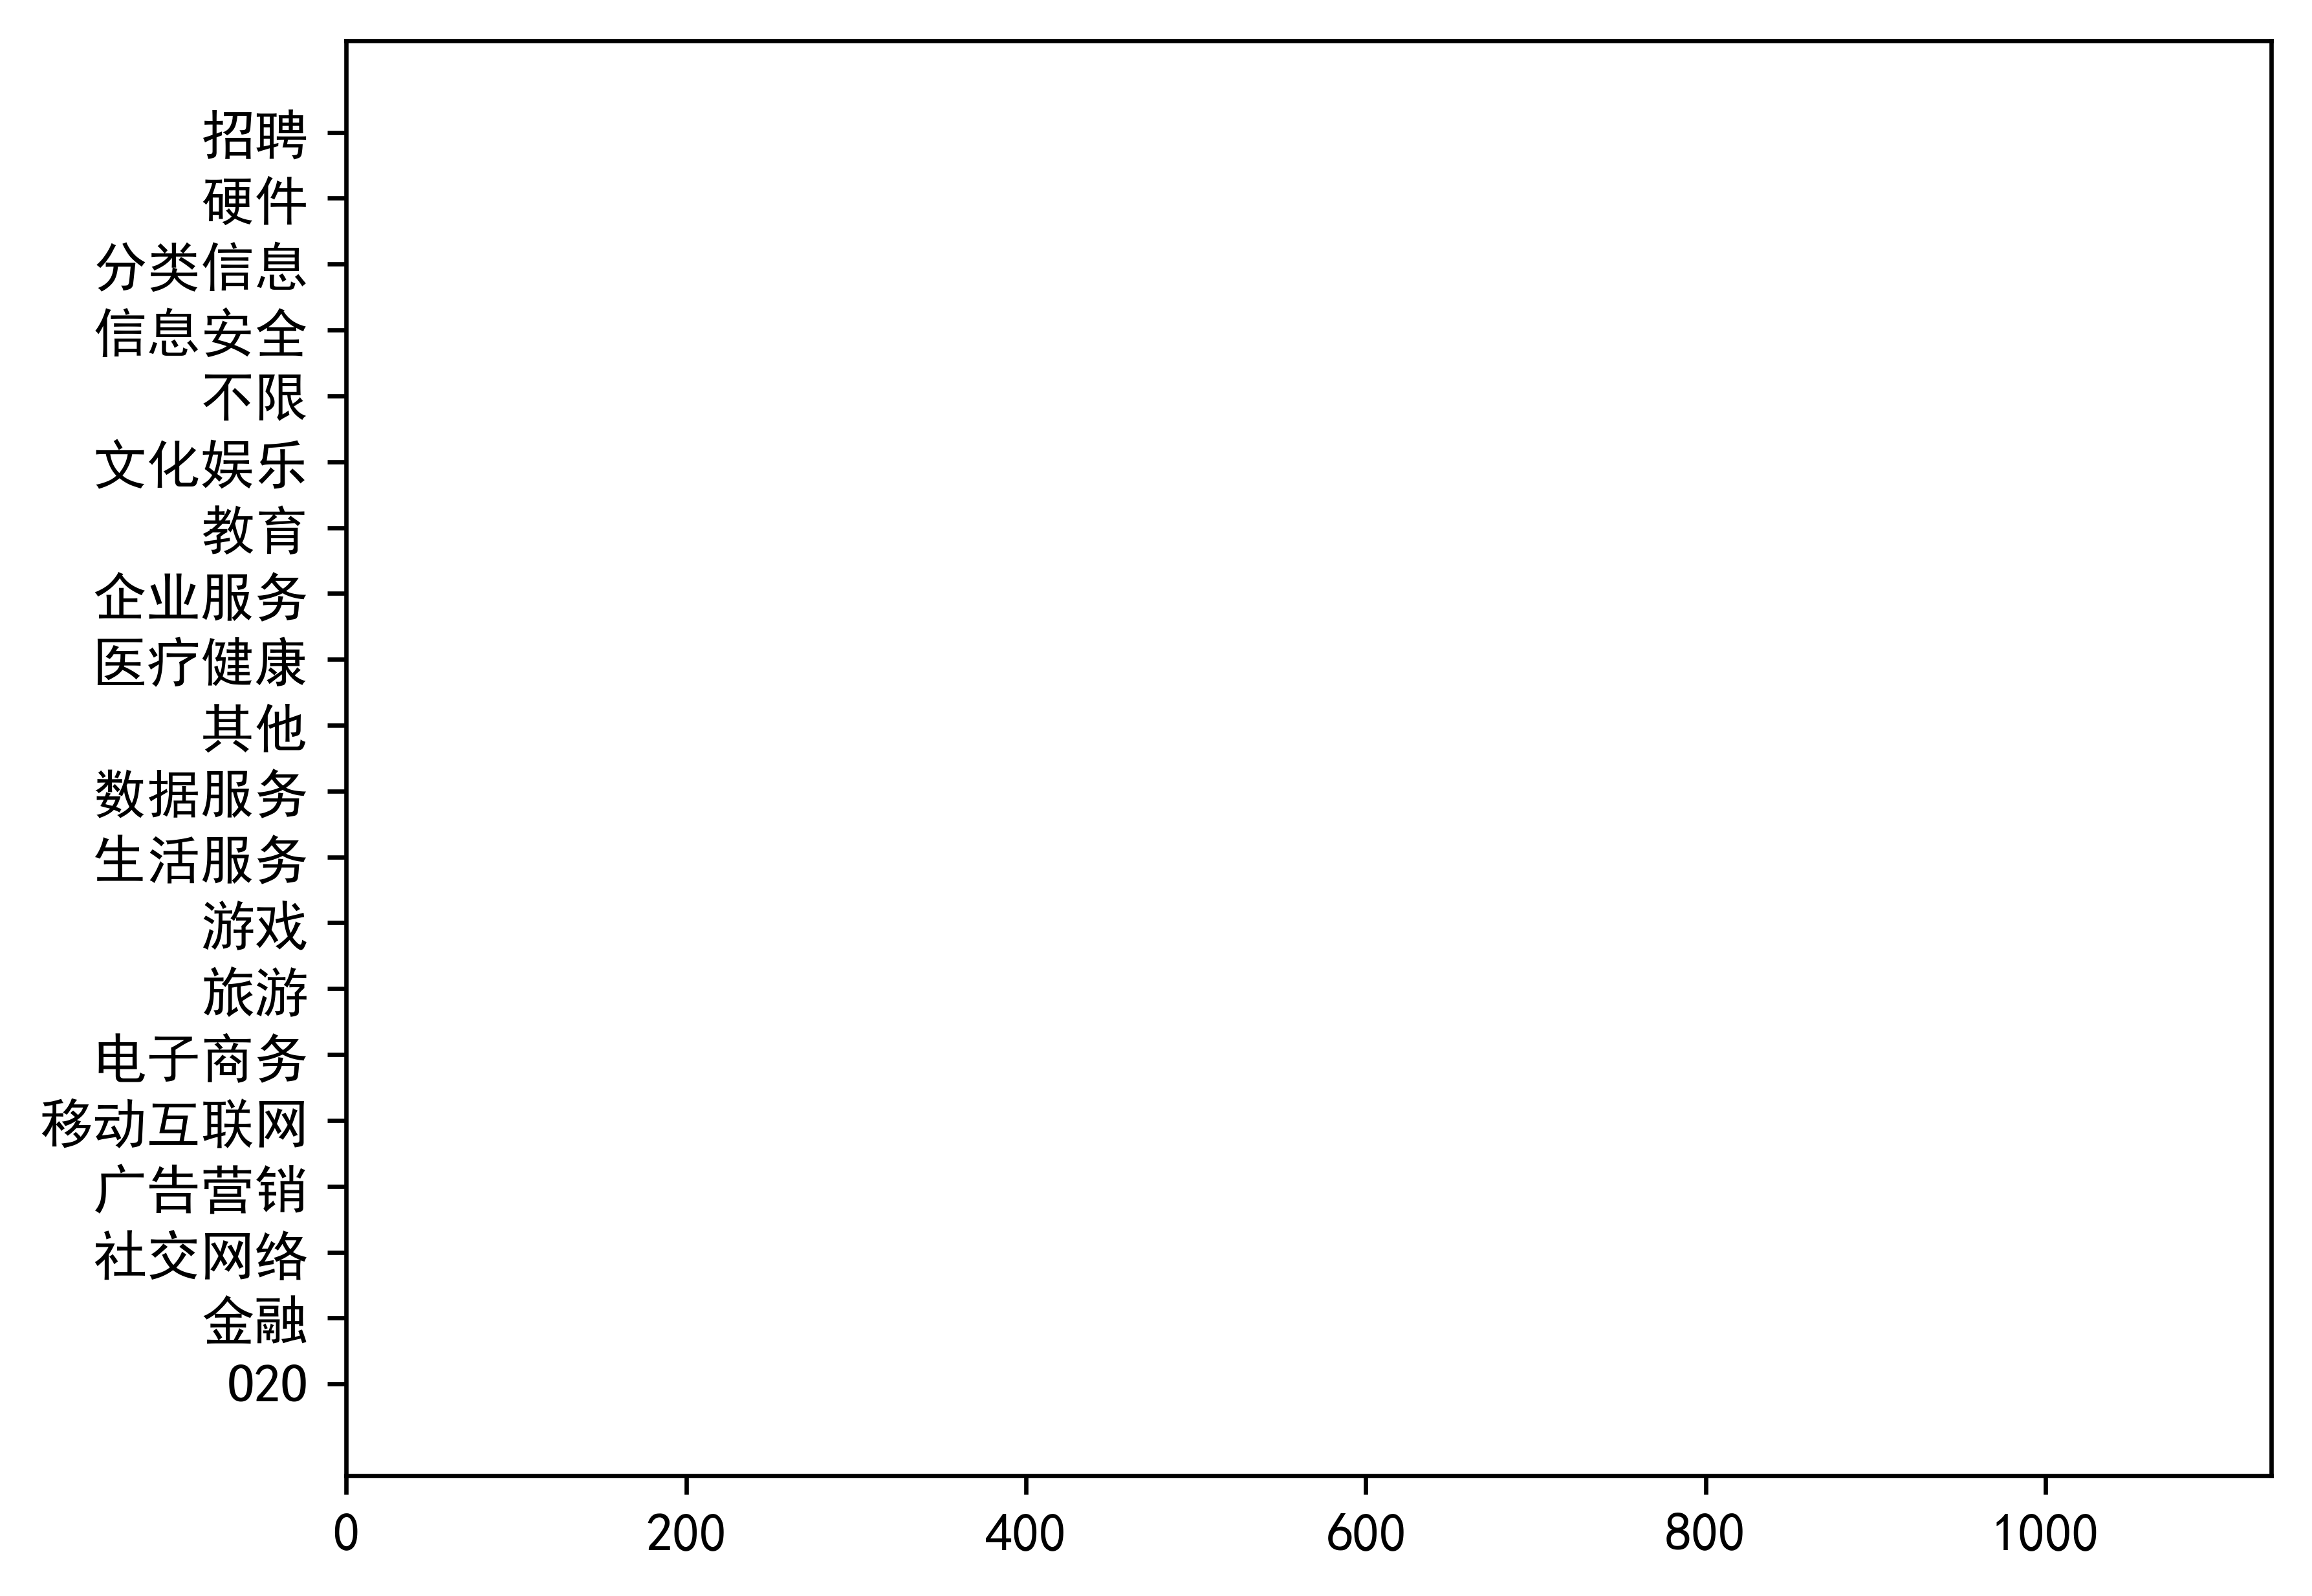 招聘
硬件
分类信息
信息安全
不限
文化娱乐
教育
企业服务
医疗健康
其他
数据服务
生活服务
游戏
旅游
电子商务
移动互联网
广告营销
社交网络
金融
O2O
0 200 400 600 800 1000